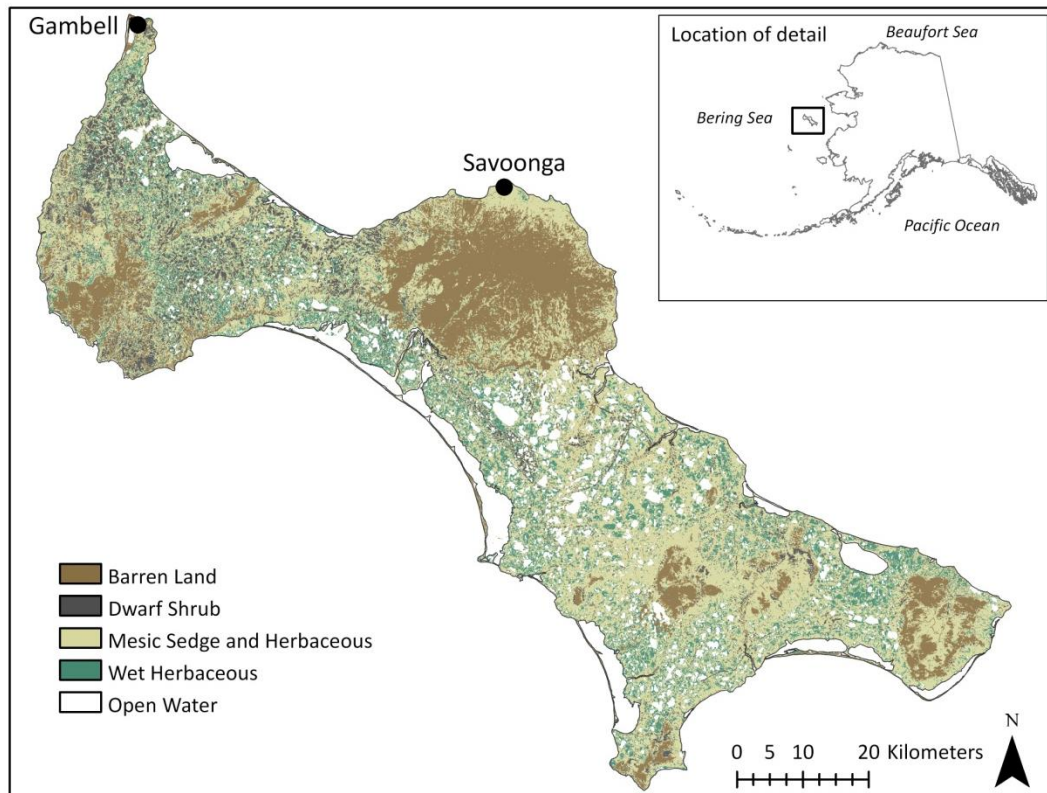 Gambell
Savoonga
Location of detail
Beaufort Sea
Bering Sea
Pacific Ocean
Barren Land
Dwarf Shrub
Mesic Sedge and Herbaceous
Wet Herbaceous
Open Water
0 5 10 20 Kilometers
N